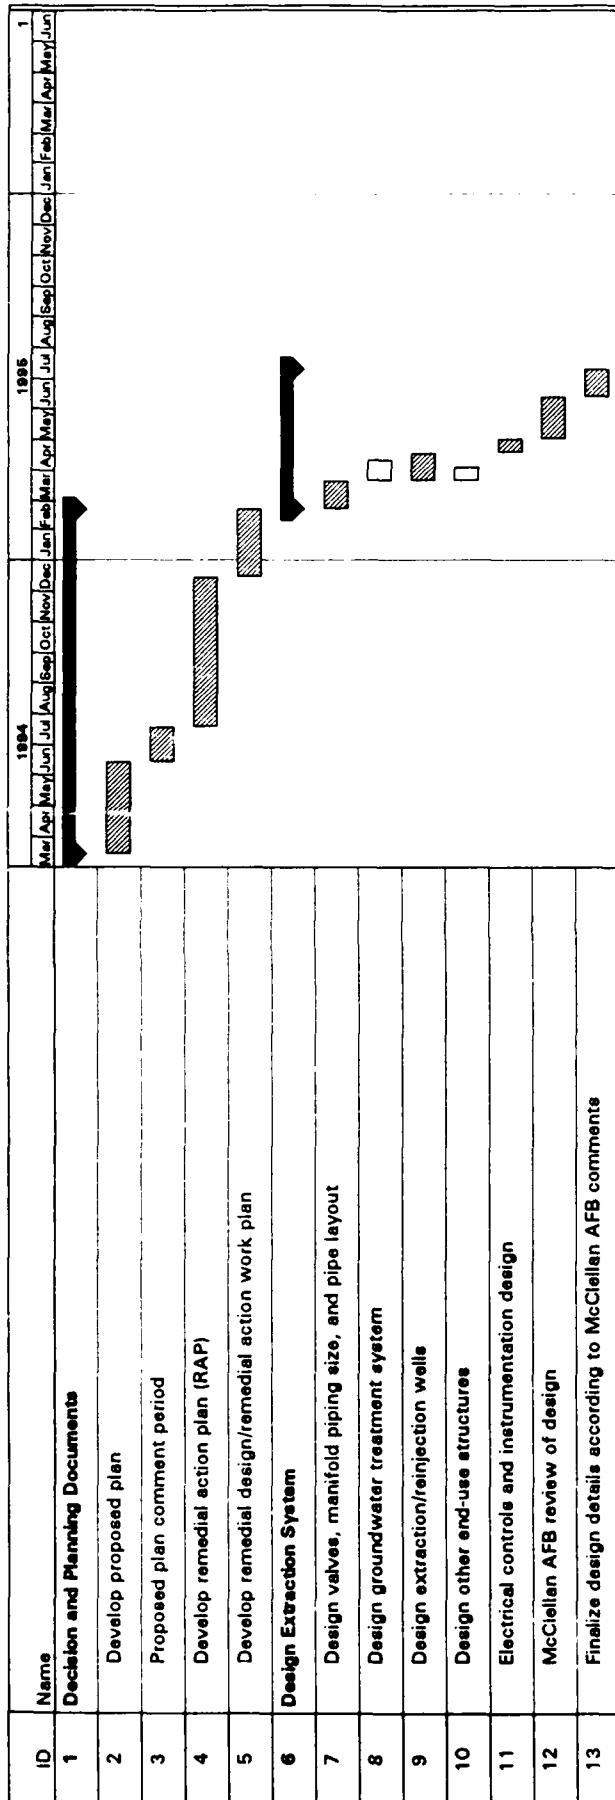 ID Name
1994 1995 1
Mar Apr May Jun Jul Aug Sep Oct Nov Dec Jan Feb Mar Apr May Jun Jul Aug Sep Oct Nov Dec Jan Feb Mar Apr May Jun
1 Decision and Planning Documents
2 Develop proposed plan
3 Proposed plan comment period
4 Develop remedial action plan (RAP)
5 Develop remedial design/remedial action work plan
6 Design Extraction System
7 Design valves, manifold piping size, and pipe layout
8 Design groundwater treatment system
9 Design extraction/reinjection wells
10 Design other end-use structures
11 Electrical controls and instrumentation design
12 McClellan AFB review of design
13 Finalize design details according to McClellan AFB comments